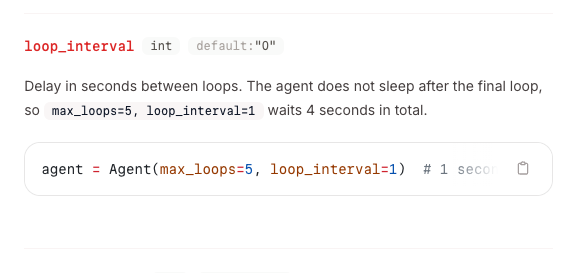 loop_interval int default:"0"
Delay in seconds between loops. The agent does not sleep after the final loop,
so max_loops=5, loop_interval=1 waits 4 seconds in total.
agent = Agent(max_loops=5, loop_interval=1)  # 1